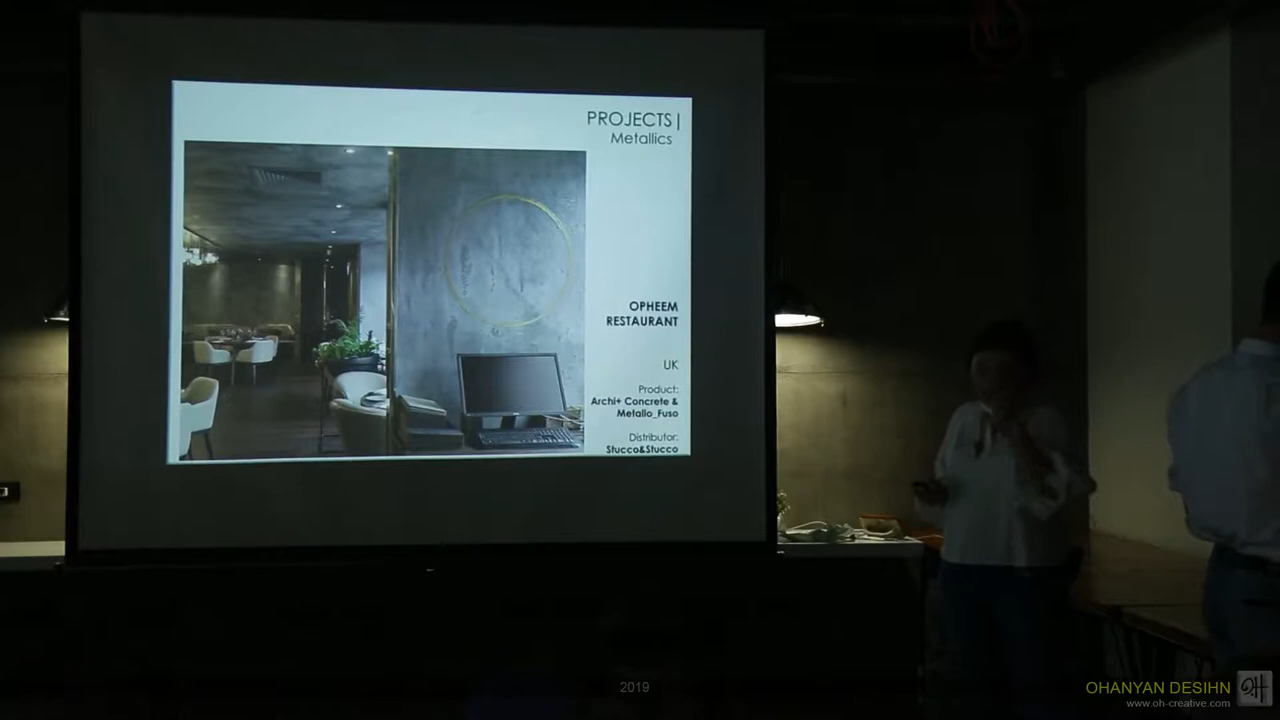 PROJECTS|
Metallics
OPHEEM
RESTAURANT
UK
Product:
Archi+ Concrete &
Metallo_Fuso
Distributor:
Stucco&Stucco
2019
OHANYAN DESIHN
www.oh-creative.com